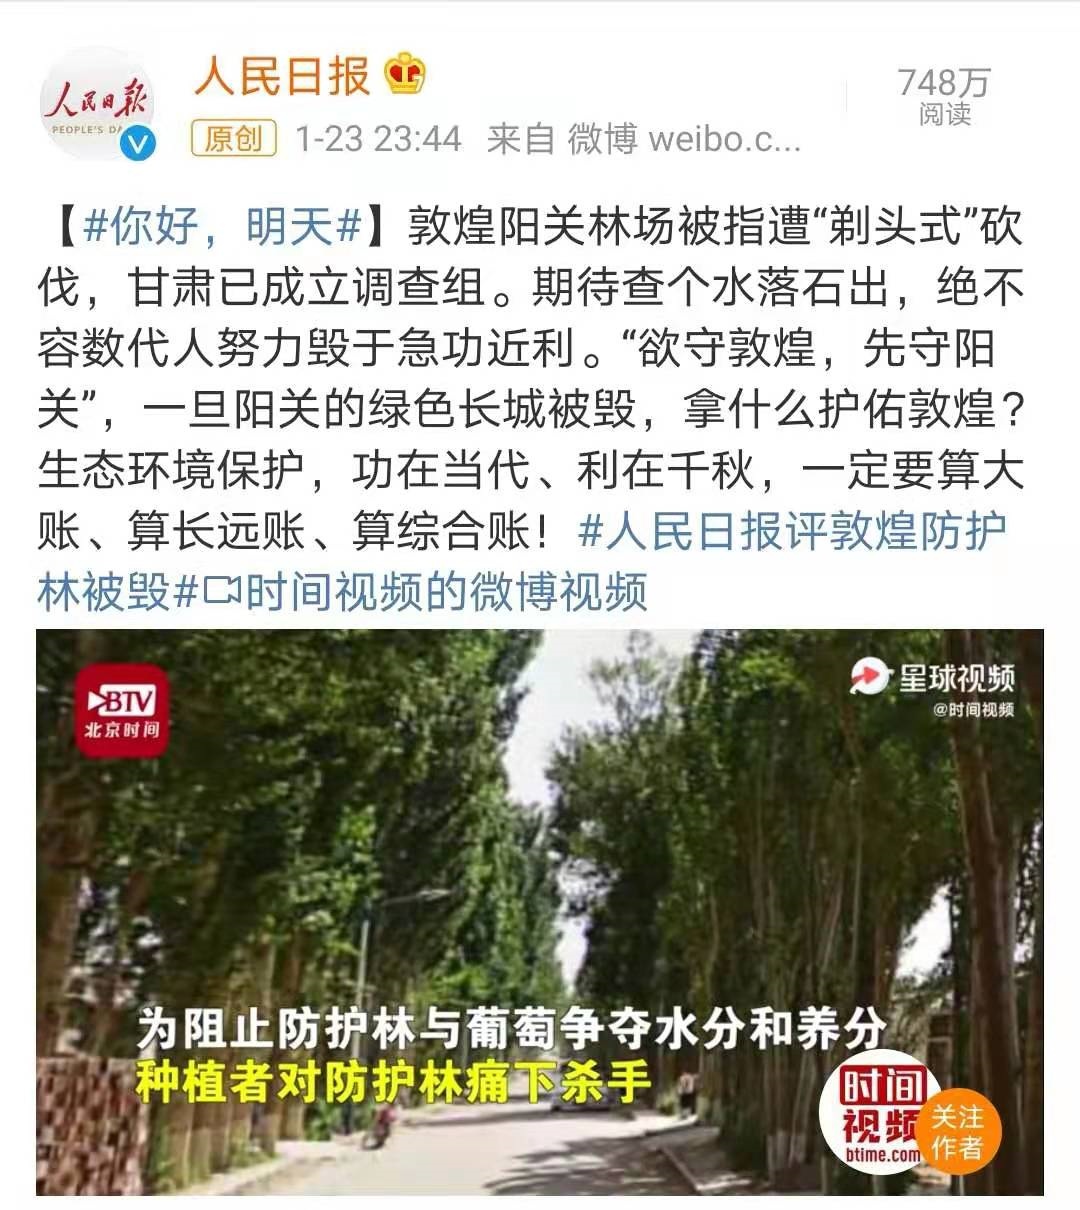 人民日报
PEOPLE'S DA
人民日报
748万
阅读
原创 1-23 23:44 来自 微博 weibo.c...
【#你好，明天#】敦煌阳关林场被指遭“剃头式”砍
伐，甘肃已成立调查组。期待查个水落石出，绝不
容数代人努力毁于急功近利。“欲守敦煌，先守阳
关”，一旦阳关的绿色长城被毁，拿什么护佑敦煌？
生态环境保护，功在当代、利在千秋，一定要算大
账、算长远账、算综合账！#人民日报评敦煌防护
林被毁#时间视频的微博视频
BTV
北京时间
星球视频
@时间视频
为阻止防护林与葡萄争夺水分和养分
种植者对防护林痛下杀手
时间
视频
btime.com
关注
作者